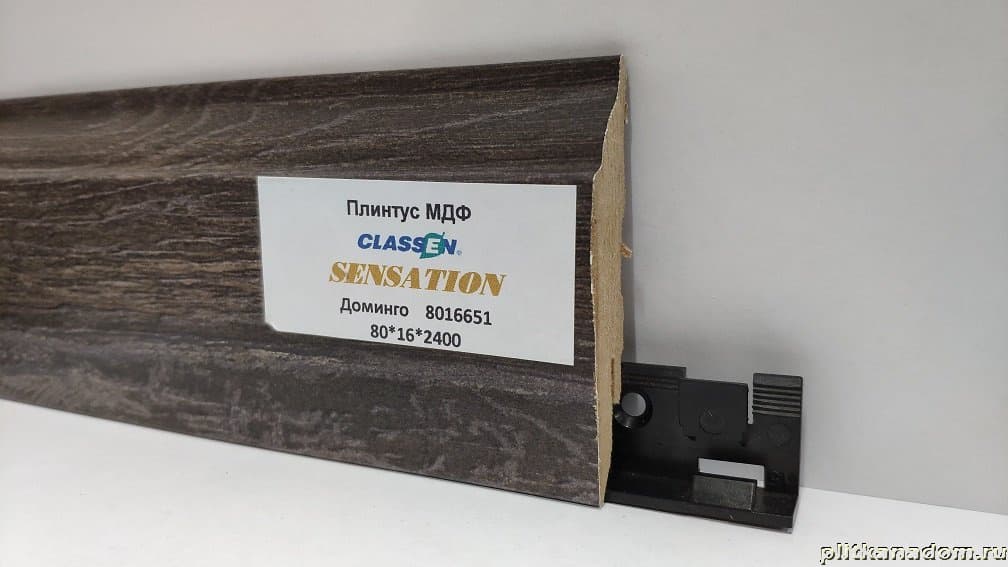 Плинтус МДФ
CLASSEN®
SENSATION
Доминго 8016651
80*16*2400
plitkanadom.ru